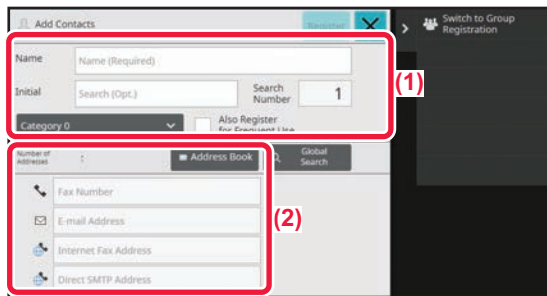 Add Contacts
Register
Switch to Group
Registration
Name
Name (Required)
(1)
Initial
Search (Opt.)
Search
Number
1
Category 0
Also Register
for Frequent Use
Number of
Addresses
:
Address Book
Global
Search
Fax Number
E-mail Address
(2)
Internet Fax Address
Direct SMTP Address